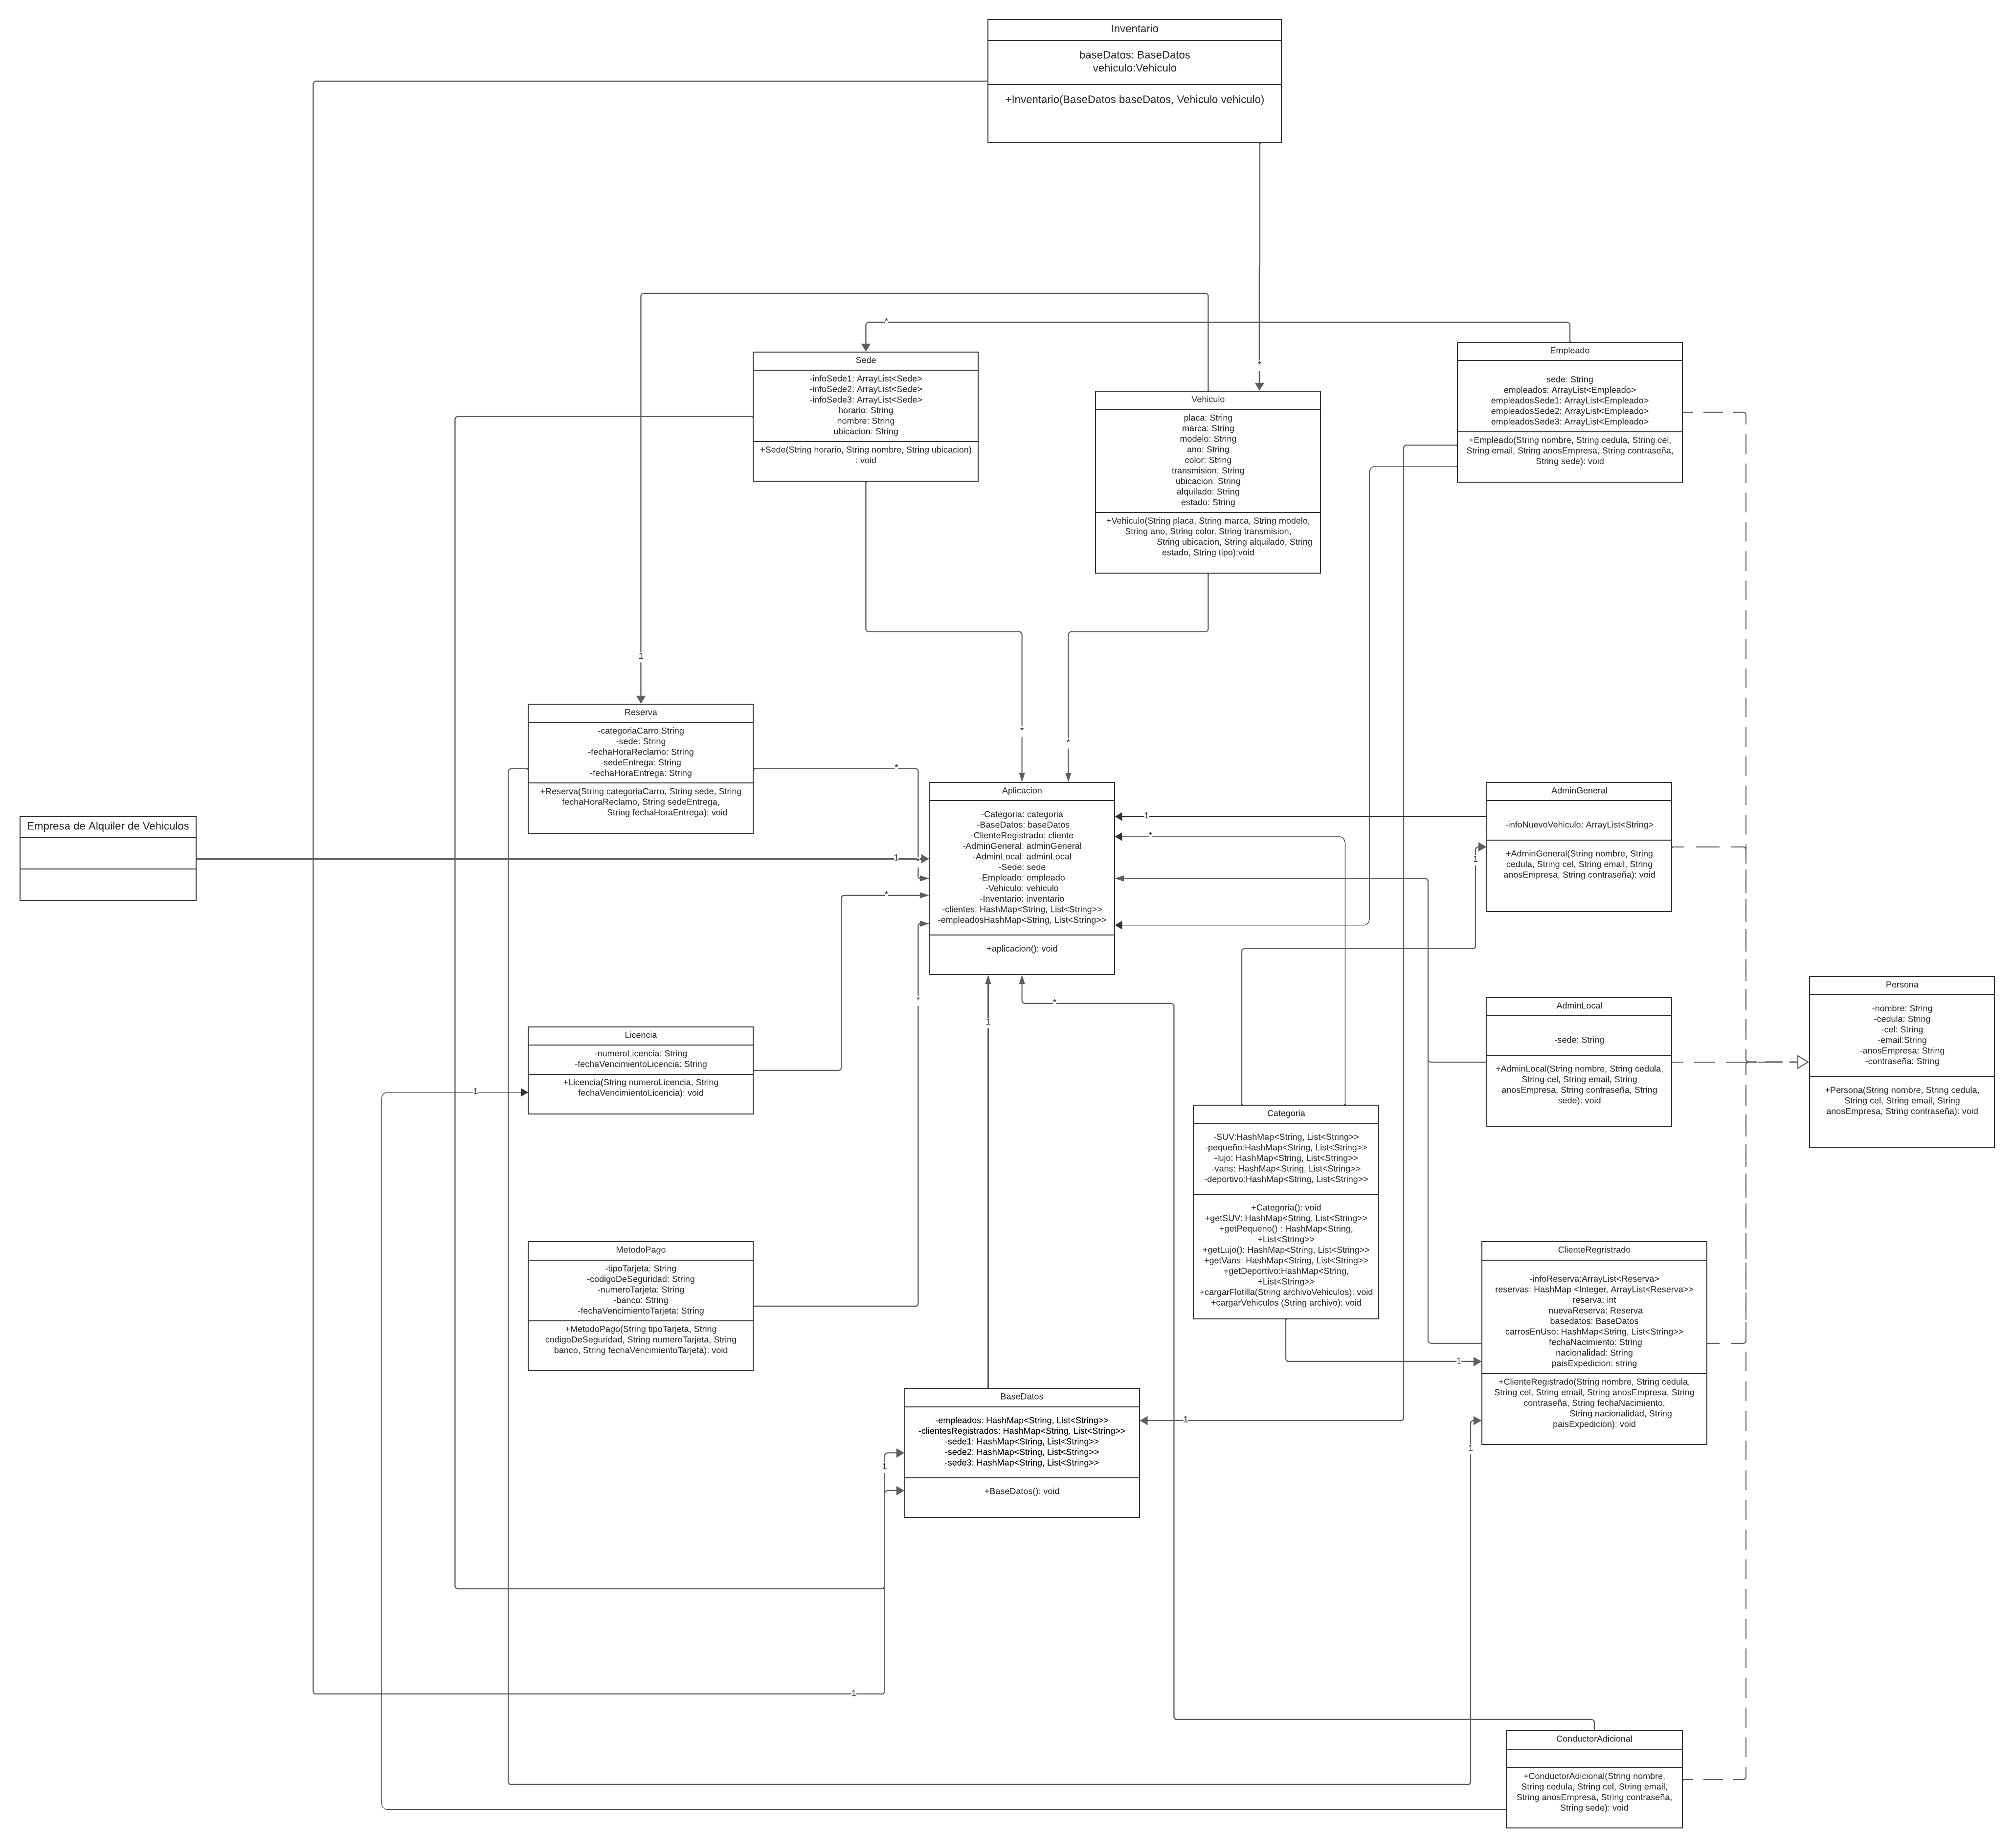 Inventario
baseDatos: BaseDatos
vehiculo:Vehiculo
+Inventario(BaseDatos baseDatos, Vehiculo vehiculo)
*
*
Sede
-infoSede1: ArrayList<Sede>
-infoSede2: ArrayList<Sede>
-infoSede3: ArrayList<Sede>
horario: String
nombre: String
ubicacion: String
+Sede(String horario, String nombre, String ubicacion)
: void
Vehiculo
placa: String
marca: String
modelo: String
ano: String
color: String
transmision: String
ubicacion: String
alquilado: String
estado: String
+Vehiculo(String placa, String marca, String modelo,
String ano, String color, String transmision,
String ubicacion, String alquilado, String
estado, String tipo):void
Empleado
sede: String
empleados: ArrayList<Empleado>
empleadosSede1: ArrayList<Empleado>
empleadosSede2: ArrayList<Empleado>
empleadosSede3: ArrayList<Empleado>
+Empleado(String nombre, String cedula, String cel,
String email, String anosEmpresa, String contraseña,
String sede): void
1
*
*
Reserva
-categoriaCarro:String
-sede: String
-fechaHoraReclamo: String
-sedeEntrega: String
-fechaHoraEntrega: String
+Reserva(String categoriaCarro, String sede, String
fechaHoraReclamo, String sedeEntrega,
String fechaHoraEntrega): void
*
Empresa de Alquiler de Vehiculos
1
Aplicacion
-Categoria: categoria
-BaseDatos: baseDatos
-ClienteRegistrado: cliente
-AdminGeneral: adminGeneral
-AdminLocal: adminLocal
-Sede: sede
-Empleado: empleado
-Vehiculo: vehiculo
-Inventario: inventario
-clientes: HashMap<String, List<String>>
-empleadosHashMap<String, List<String>>
+aplicacion(): void
1
*
1
AdminGeneral
-infoNuevoVehiculo: ArrayList<String>
+AdminGeneral(String nombre, String
cedula, String cel, String email, String
anosEmpresa, String contraseña): void
*
*
*
1
AdminLocal
-sede: String
+AdminLocal(String nombre, String cedula,
String cel, String email, String
anosEmpresa, String contraseña, String
sede): void
Persona
-nombre: String
-cedula: String
-cel: String
-email:String
-anosEmpresa: String
-contraseña: String
+Persona(String nombre, String cedula,
String cel, String email, String
anosEmpresa, String contraseña): void
Licencia
-numeroLicencia: String
-fechaVencimientoLicencia: String
+Licencia(String numeroLicencia, String
fechaVencimientoLicencia): void
1
Categoria
-SUV:HashMap<String, List<String>>
-pequeño:HashMap<String, List<String>>
-lujo: HashMap<String, List<String>>
-vans: HashMap<String, List<String>>
-deportivo:HashMap<String, List<String>>
+Categoria(): void
+getSUV: HashMap<String, List<String>>
+getPequeno() : HashMap<String,
+List<String>>
+getLujo(): HashMap<String, List<String>>
+getVans: HashMap<String, List<String>>
+getDeportivo:HashMap<String,
+List<String>>
+cargarFlotilla(String archivoVehiculos): void
+cargarVehiculos (String archivo): void
MetodoPago
-tipoTarjeta: String
-codigoDeSeguridad: String
-numeroTarjeta: String
-banco: String
-fechaVencimientoTarjeta: String
+MetodoPago(String tipoTarjeta, String
codigoDeSeguridad, String numeroTarjeta, String
banco, String fechaVencimientoTarjeta): void
ClienteRegristrado
-infoReserva:ArrayList<Reserva>
reservas: HashMap <Integer, ArrayList<Reserva>>
reserva: int
nuevaReserva: Reserva
basedatos: BaseDatos
carrosEnUso: HashMap<String, List<String>>
fechaNacimiento: String
nacionalidad: String
paisExpedicion: string
+ClienteRegistrado(String nombre, String cedula,
String cel, String email, String anosEmpresa, String
contraseña, String fechaNacimiento,
String nacionalidad, String
paisExpedicion): void
1
BaseDatos
-empleados: HashMap<String, List<String>>
-clientesRegistrados: HashMap<String, List<String>>
-sede1: HashMap<String, List<String>>
-sede2: HashMap<String, List<String>>
-sede3: HashMap<String, List<String>>
+BaseDatos(): void
1
1
1
1
ConductorAdicional
+ConductorAdicional(String nombre,
String cedula, String cel, String email,
String anosEmpresa, String contraseña,
String sede): void